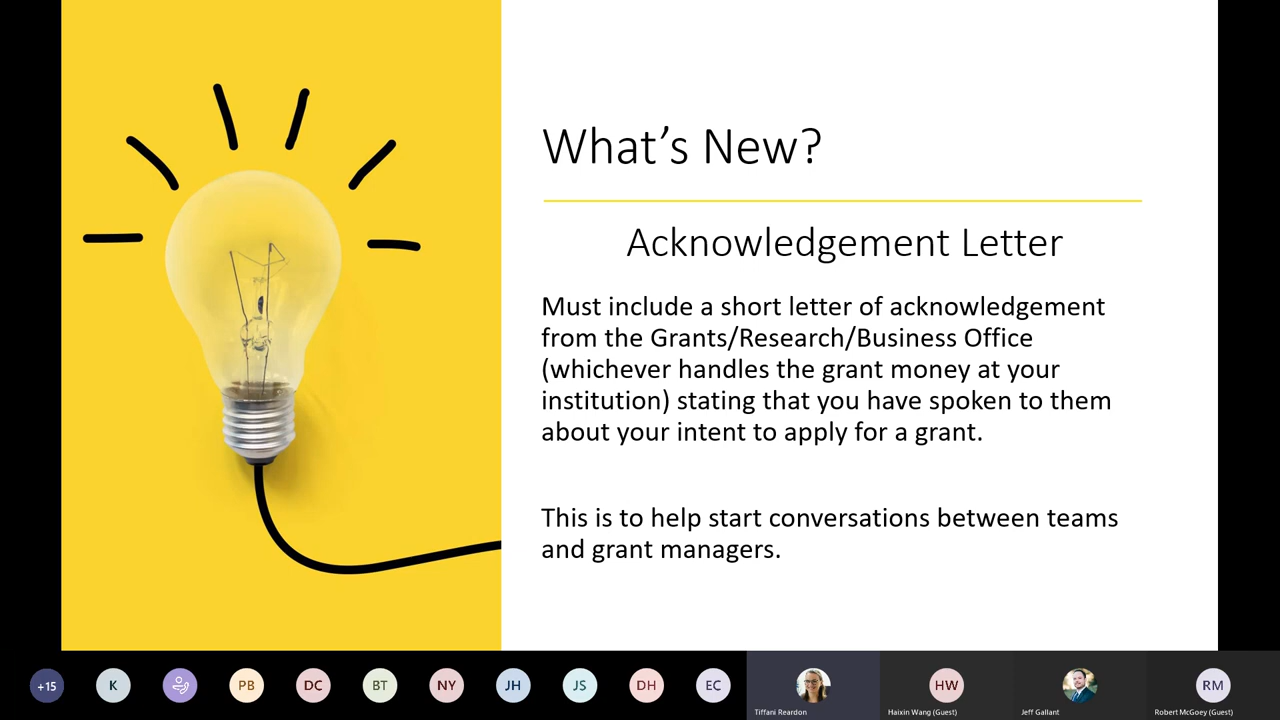 What's New?
Acknowledgement Letter
Must include a short letter of acknowledgement
from the Grants/Research/Business Office
(whichever handles the grant money at your
institution) stating that you have spoken to them
about your intent to apply for a grant.
This is to help start conversations between teams
and grant managers.
+15 K PB DC BT NY JH JS DH EC HW RM
Tiffani Reardon Haixin Wang (Guest) Jeff Gallant Robert McGoey (Guest)